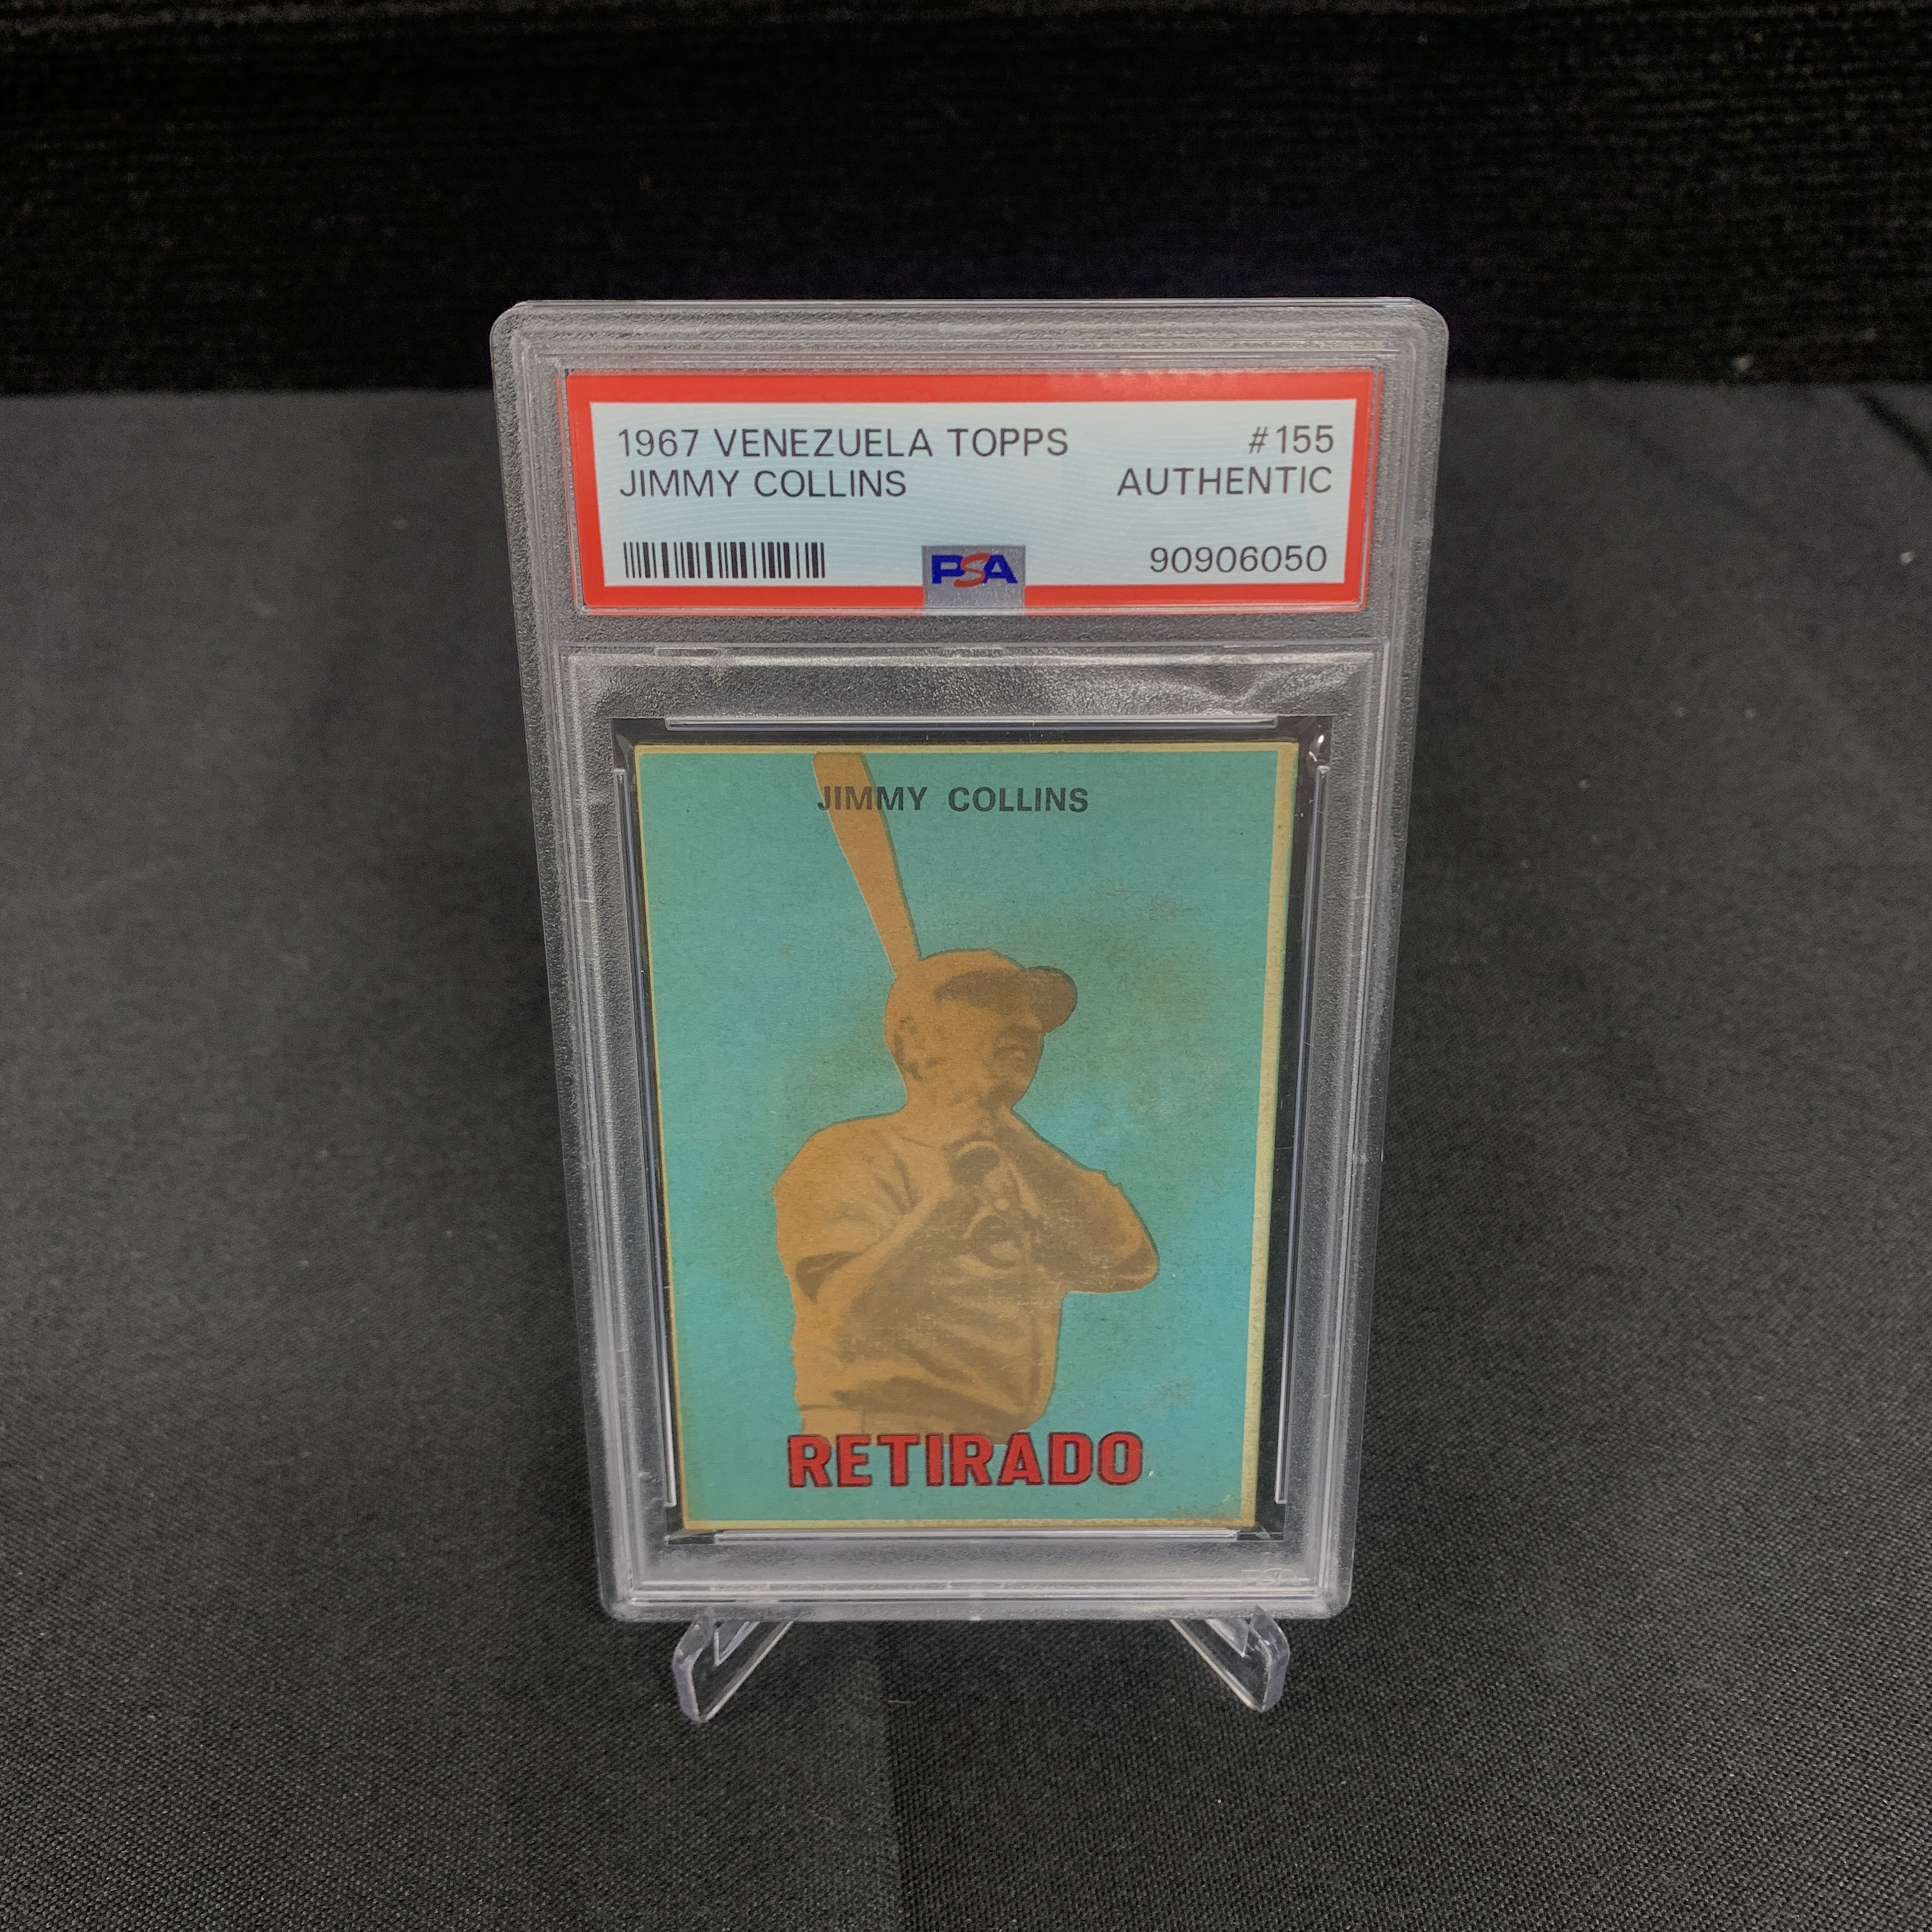 1967 VENEZUELA TOPPS #155
JIMMY COLLINS AUTHENTIC
PSA 90906050
JIMMY COLLINS
RETIRADO